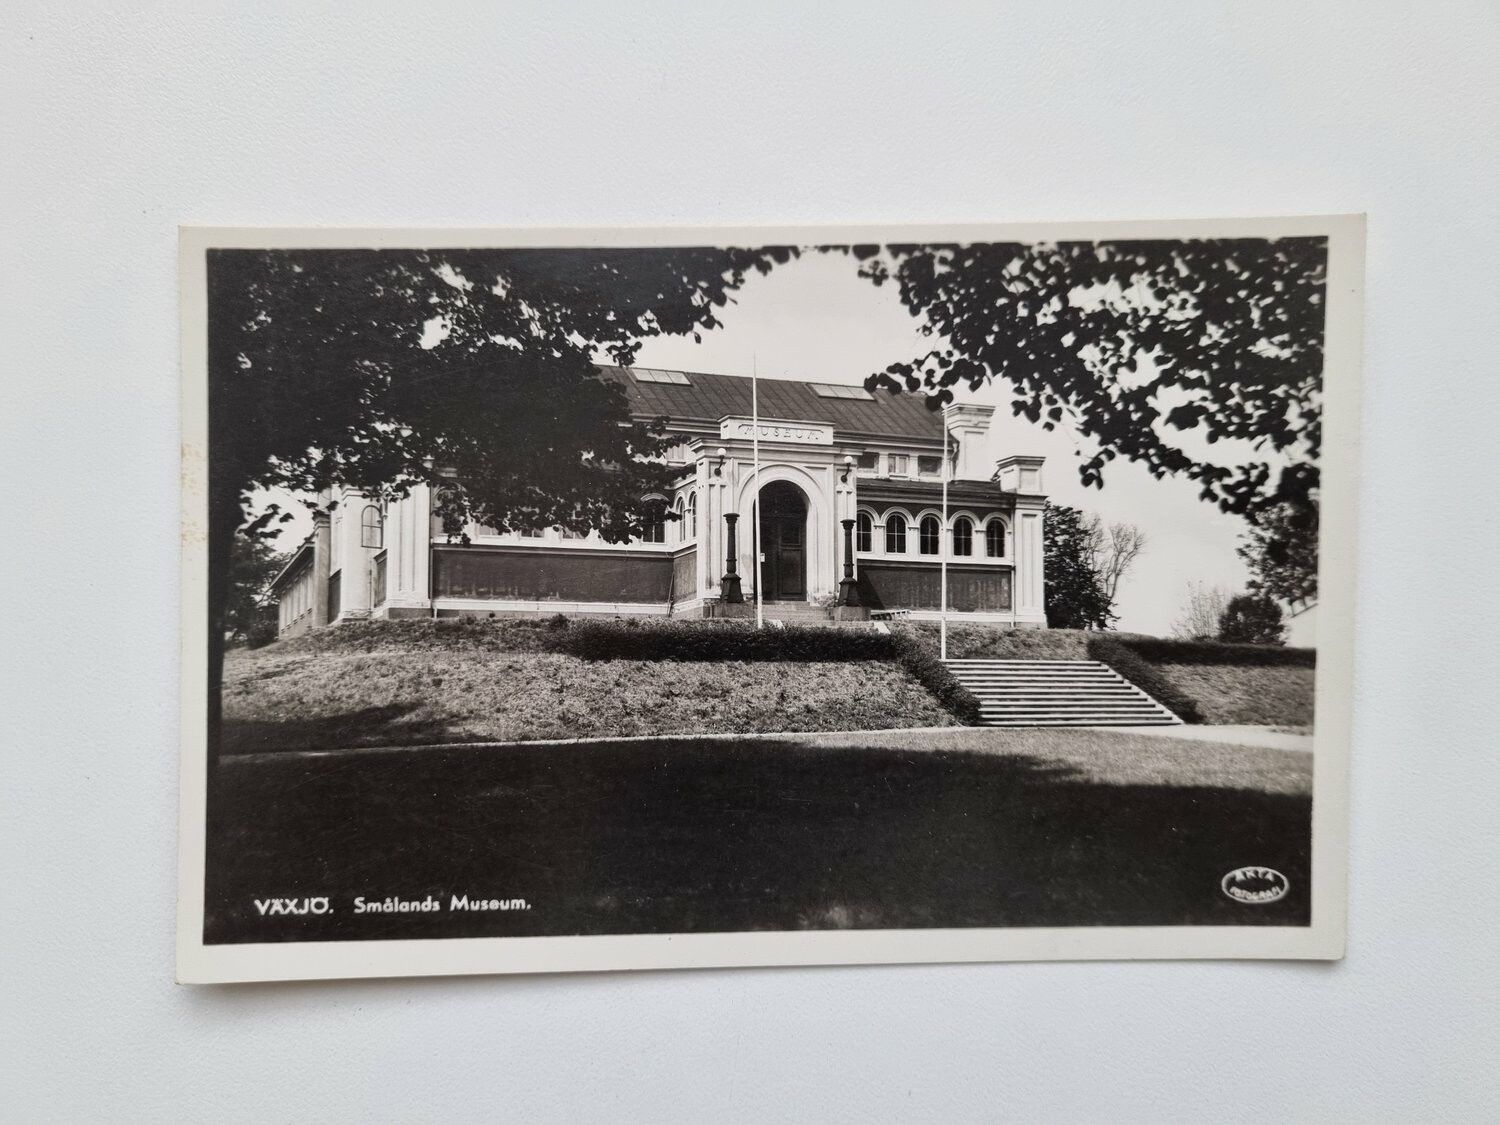 MUSEUM
VÄXJÖ. Smålands Museum.
ÄKTA
FOTOGRAFI